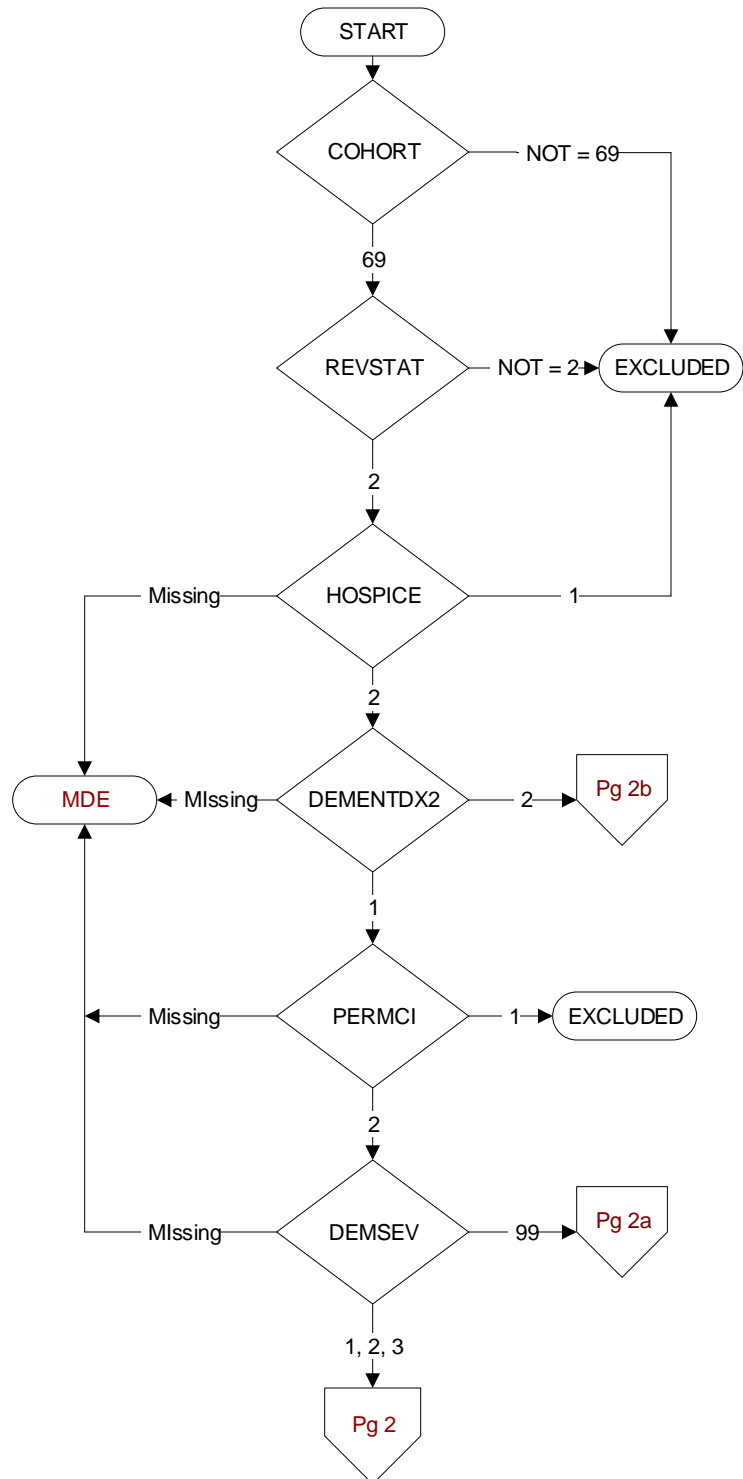 START
COHORT
NOT = 69
69
REVSTAT
NOT = 2
EXCLUDED
2
Missing
HOSPICE
1
2
MDE
MIssing
DEMENTDX2
2
Pg 2b
1
Missing
PERMCI
1
EXCLUDED
2
MIssing
DEMSEV
99
Pg 2a
1, 2, 3
Pg 2